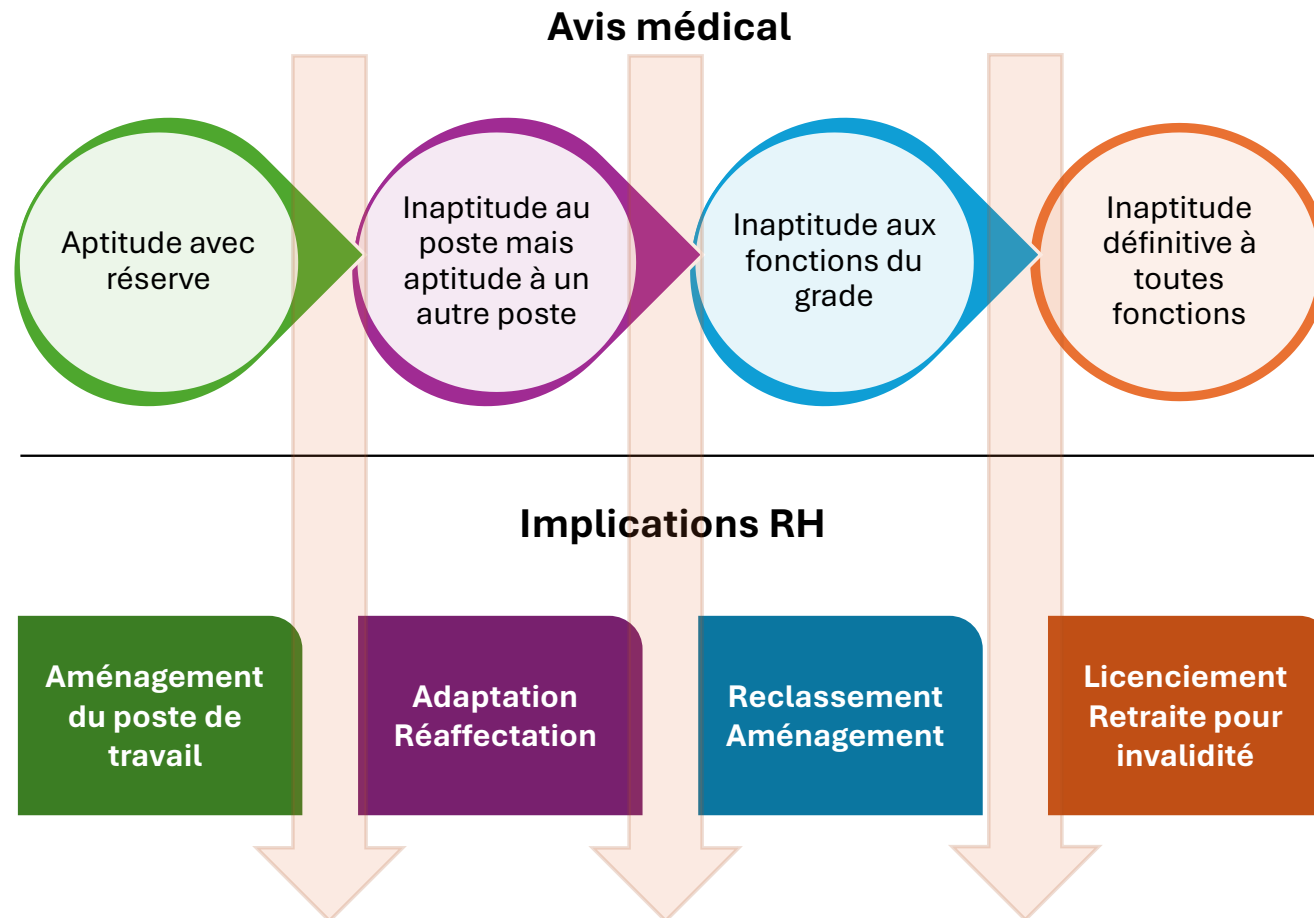 Avis médical
Aptitude avec
réserve
Inaptitude au
poste mais
aptitude à un
autre poste
Inaptitude aux
fonctions du
grade
Inaptitude
définitive à
toutes
fonctions
Implications RH
Aménagement
du poste de
travail
Adaptation
Réaffectation
Reclassement
Aménagement
Licenciement
Retraite pour
invalidité